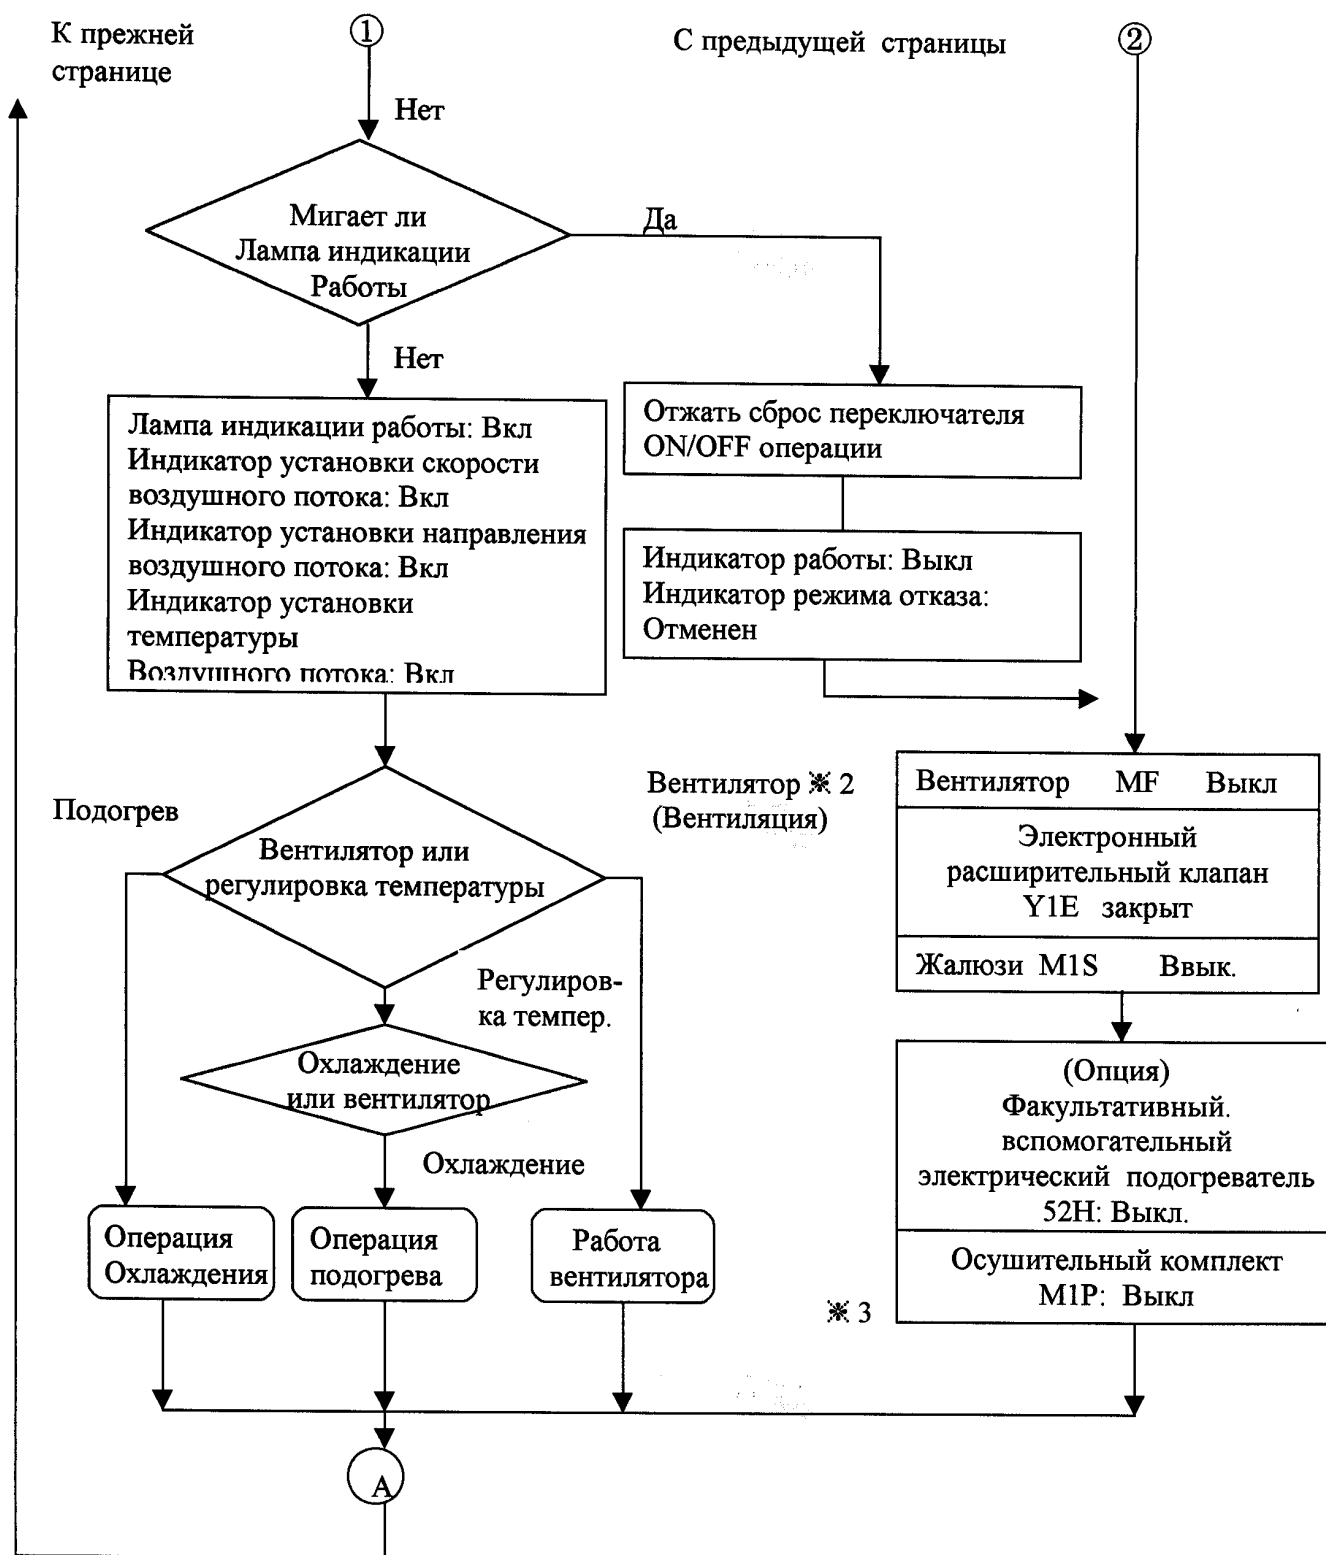 К прежней
странице
①
С предыдущей страницы
②
Нет
Мигает ли
Лампа индикации
Работы
Да
Нет
Лампа индикации работы: Вкл
Индикатор установки скорости
воздушного потока: Вкл
Индикатор установки направления
воздушного потока: Вкл
Индикатор установки
температуры
Воздушного потока: Вкл
Отжать сброс переключателя
ON/OFF операции
Индикатор работы: Выкл
Индикатор режима отказа:
Отменен
Подогрев
Вентилятор или
регулировка температуры
Вентилятор ※ 2
(Вентиляция)
Вентилятор MF Выкл
Электронный
расширительный клапан
Y1E закрыт
Жалюзи M1S Ввык.
Регулиров-
ка темпер.
Охлаждение
или вентилятор
Охлаждение
(Опция)
Факультативный.
вспомогательный
электрический подогреватель
52H: Выкл.
Осушительный комплект
M1P: Выкл
Операция
Охлаждения
Операция
подогрева
Работа
вентилятора
※ 3
A